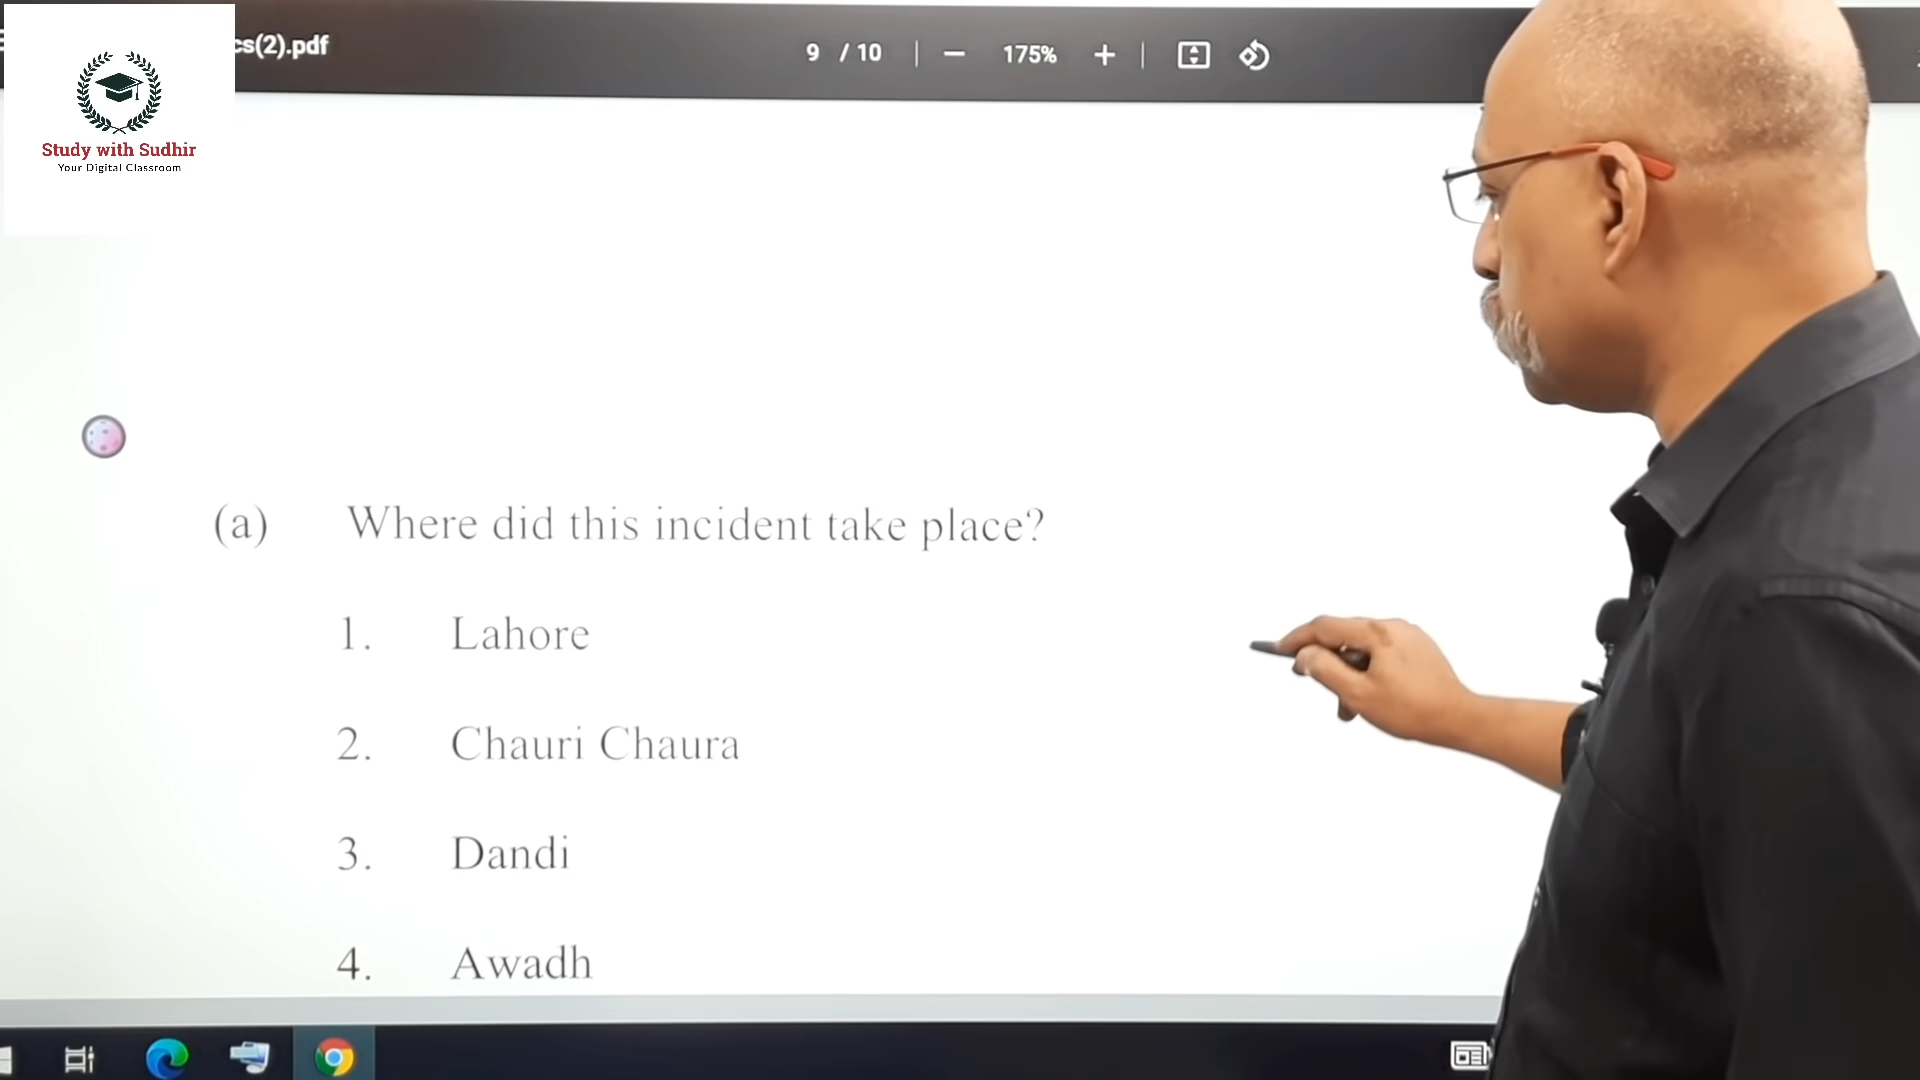 cs(2).pdf
9 / 10
175%
Study with Sudhir
Your Digital Classroom
(a) Where did this incident take place?
1. Lahore
2. Chauri Chaura
3. Dandi
4. Awadh